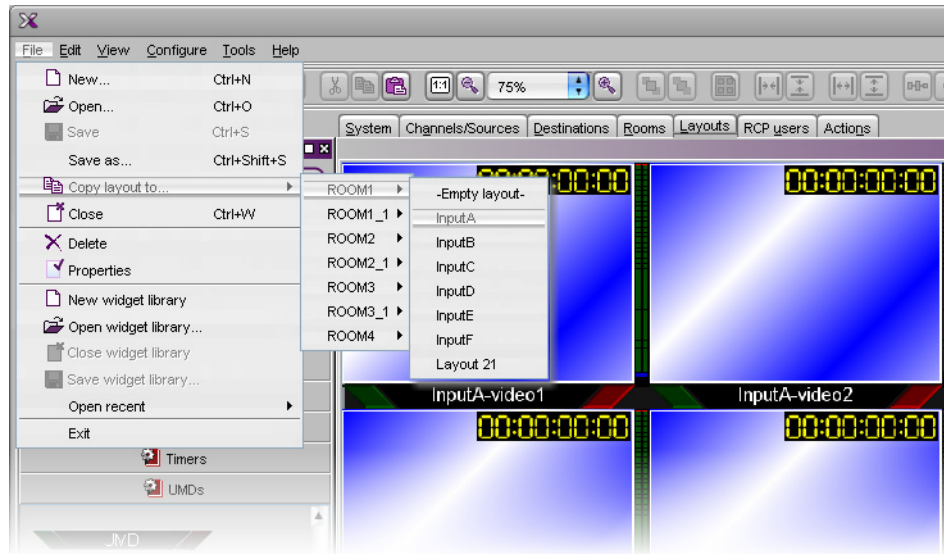 File Edit View Configure Tools Help
New... Ctrl+N
Open... Ctrl+O
Save Ctrl+S
Save as... Ctrl+Shift+S
Copy layout to...
Close Ctrl+W
Delete
Properties
New widget library
Open widget library...
Close widget library
Save widget library...
Open recent
Exit
ROOM1
ROOM1_1
ROOM2
ROOM2_1
ROOM3
ROOM3_1
ROOM4
-Empty layout-
InputA
InputB
InputC
InputD
InputE
InputF
Layout 21
1:1 75%
System Channels/Sources Destinations Rooms Layouts RCP users Actions
00:00:00:00 00:00:00:00
InputA-video1 InputA-video2
00:00:00:00 00:00:00:00
Timers
UMDs